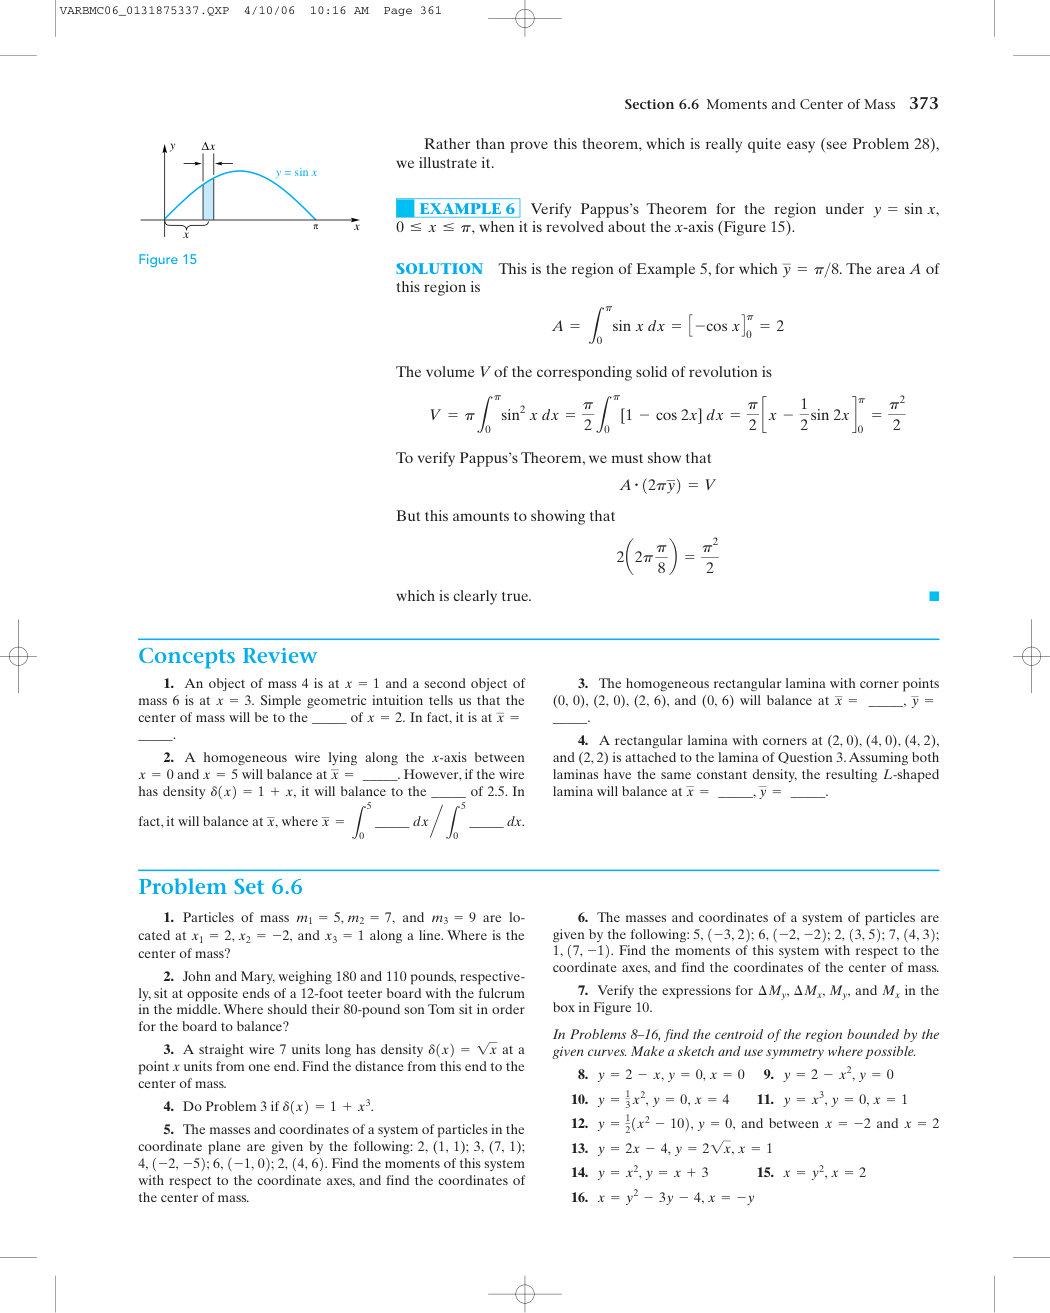 VARBMC06_0131875337.QXP 4/10/06 10:16 AM Page 361
Section 6.6 Moments and Center of Mass 373
y
Δx
y = sin x
x
π
x
Figure 15
Rather than prove this theorem, which is really quite easy (see Problem 28),
we illustrate it.
EXAMPLE 6 Verify Pappus's Theorem for the region under y = sin x,
0 ≤ x ≤ π, when it is revolved about the x-axis (Figure 15).
SOLUTION This is the region of Example 5, for which ȳ = π/8. The area A of
this region is
A = ∫₀^π sin x dx = [−cos x]₀^π = 2
The volume V of the corresponding solid of revolution is
V = π ∫₀^π sin² x dx = π/2 ∫₀^π [1 − cos 2x] dx = π/2 [x − 1/2 sin 2x]₀^π = π²/2
To verify Pappus's Theorem, we must show that
A · (2πȳ) = V
But this amounts to showing that
2(2π π/8) = π²/2
which is clearly true.
Concepts Review
1. An object of mass 4 is at x = 1 and a second object of
mass 6 is at x = 3. Simple geometric intuition tells us that the
center of mass will be to the _____ of x = 2. In fact, it is at x̄ =
_____.
2. A homogeneous wire lying along the x-axis between
x = 0 and x = 5 will balance at x̄ = _____. However, if the wire
has density δ(x) = 1 + x, it will balance to the _____ of 2.5. In
fact, it will balance at x̄, where x̄ = ∫₀⁵ _____ dx / ∫₀⁵ _____ dx.
3. The homogeneous rectangular lamina with corner points
(0, 0), (2, 0), (2, 6), and (0, 6) will balance at x̄ = _____, ȳ =
_____.
4. A rectangular lamina with corners at (2, 0), (4, 0), (4, 2),
and (2, 2) is attached to the lamina of Question 3. Assuming both
laminas have the same constant density, the resulting L-shaped
lamina will balance at x̄ = _____, ȳ = _____.
Problem Set 6.6
1. Particles of mass m₁ = 5, m₂ = 7, and m₃ = 9 are lo-
cated at x₁ = 2, x₂ = −2, and x₃ = 1 along a line. Where is the
center of mass?
2. John and Mary, weighing 180 and 110 pounds, respective-
ly, sit at opposite ends of a 12-foot teeter board with the fulcrum
in the middle. Where should their 80-pound son Tom sit in order
for the board to balance?
3. A straight wire 7 units long has density δ(x) = √x at a
point x units from one end. Find the distance from this end to the
center of mass.
4. Do Problem 3 if δ(x) = 1 + x³.
5. The masses and coordinates of a system of particles in the
coordinate plane are given by the following: 2, (1, 1); 3, (7, 1);
4, (−2, −5); 6, (−1, 0); 2, (4, 6). Find the moments of this system
with respect to the coordinate axes, and find the coordinates of
the center of mass.
6. The masses and coordinates of a system of particles are
given by the following: 5, (−3, 2); 6, (−2, −2); 2, (3, 5); 7, (4, 3);
1, (7, −1). Find the moments of this system with respect to the
coordinate axes, and find the coordinates of the center of mass.
7. Verify the expressions for ΔM_y, ΔM_x, M_y, and M_x in the
box in Figure 10.
In Problems 8–16, find the centroid of the region bounded by the
given curves. Make a sketch and use symmetry where possible.
8. y = 2 − x, y = 0, x = 0 9. y = 2 − x², y = 0
10. y = 1/3 x², y = 0, x = 4 11. y = x³, y = 0, x = 1
12. y = 1/2(x² − 10), y = 0, and between x = −2 and x = 2
13. y = 2x − 4, y = 2√x, x = 1
14. y = x², y = x + 3 15. x = y², x = 2
16. x = y² − 3y − 4, x = −y